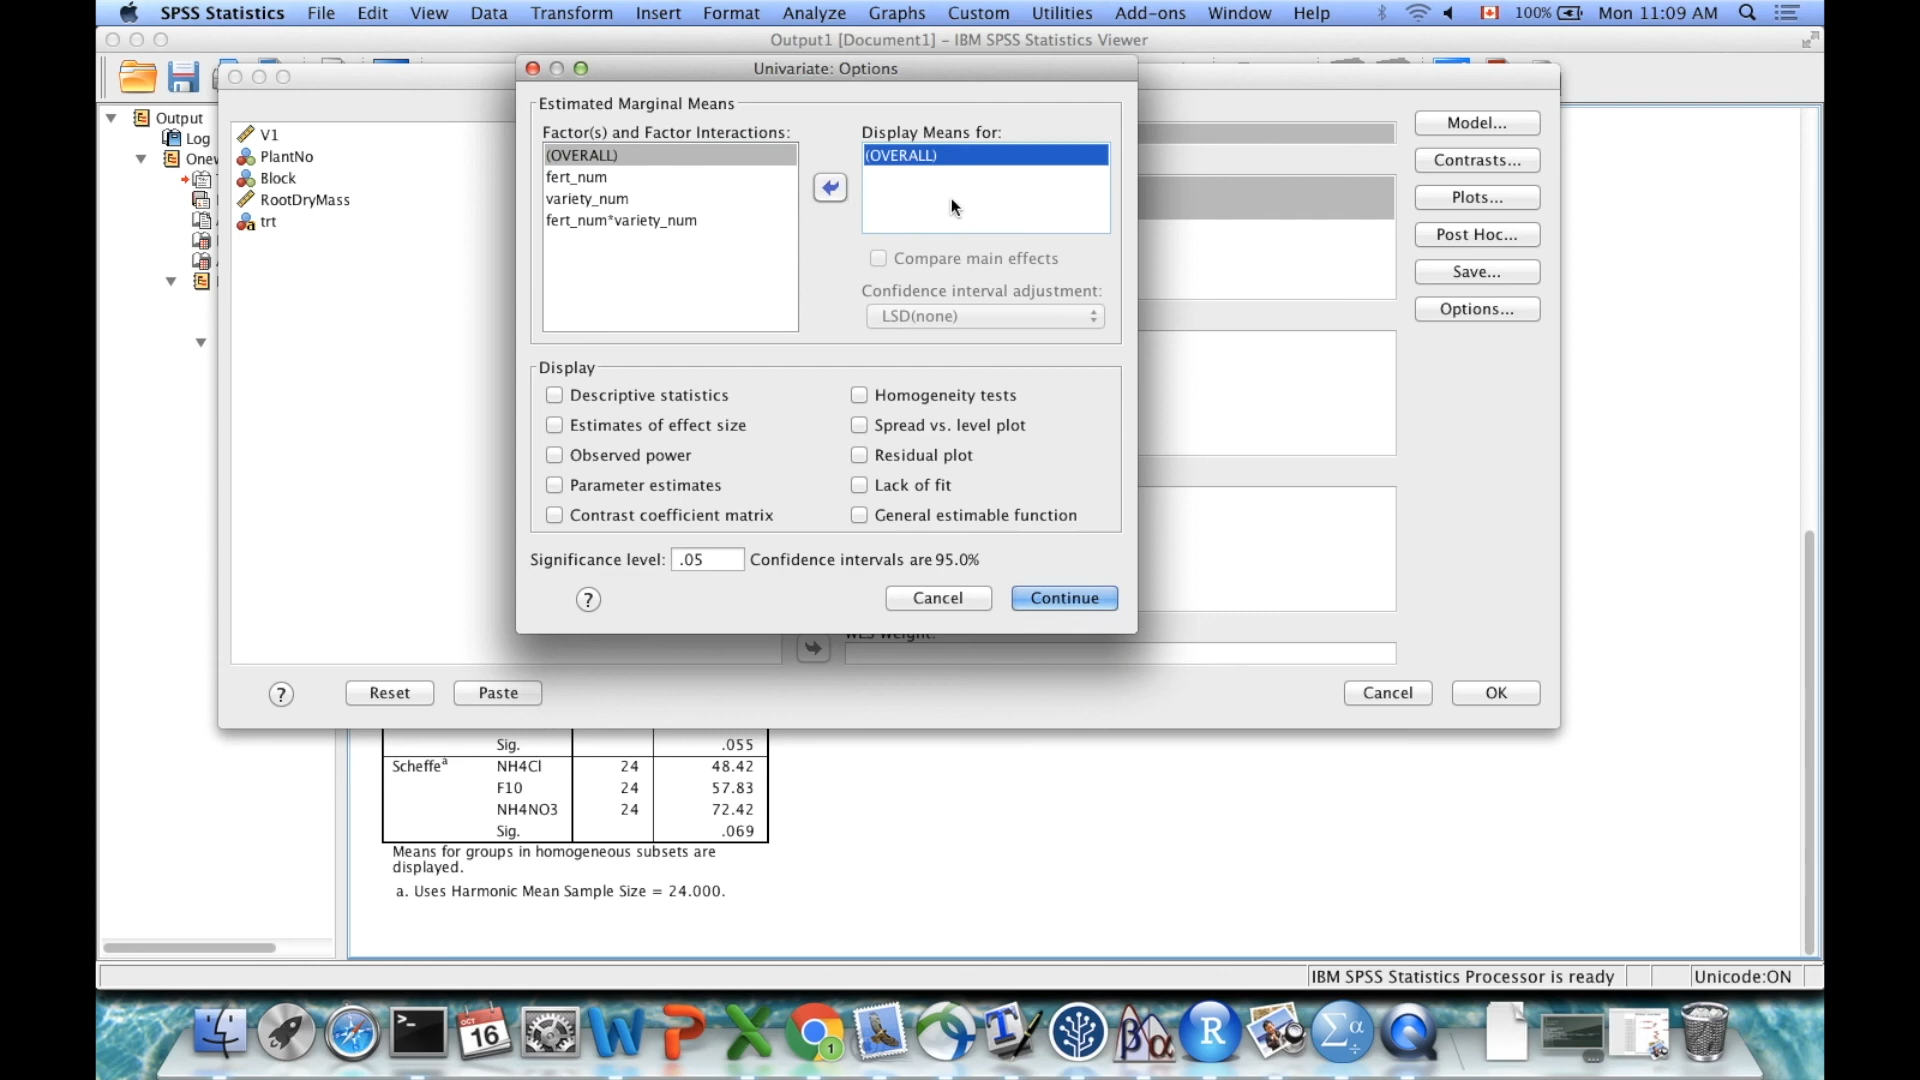 SPSS Statistics File Edit View Data Transform Insert Format Analyze Graphs Custom Utilities Add-ons Window Help 100% Mon 11:09 AM
Output1 [Document1] – IBM SPSS Statistics Viewer
Univariate: Options
Output
Log
Onew
V1
PlantNo
Block
RootDryMass
trt
Estimated Marginal Means
Factor(s) and Factor Interactions:
(OVERALL)
fert_num
variety_num
fert_num*variety_num
Display Means for:
(OVERALL)
Compare main effects
Confidence interval adjustment:
LSD(none)
Display
Descriptive statistics
Homogeneity tests
Estimates of effect size
Spread vs. level plot
Observed power
Residual plot
Parameter estimates
Lack of fit
Contrast coefficient matrix
General estimable function
Significance level: .05 Confidence intervals are 95.0%
? Cancel Continue
Model...
Contrasts...
Plots...
Post Hoc...
Save...
Options...
WLS Weight:
? Reset Paste Cancel OK
Sig. .055
Scheffe a NH4Cl 24 48.42
F10 24 57.83
NH4NO3 24 72.42
Sig. .069
Means for groups in homogeneous subsets are
displayed.
a. Uses Harmonic Mean Sample Size = 24.000.
IBM SPSS Statistics Processor is ready Unicode:ON
OCT
16
1